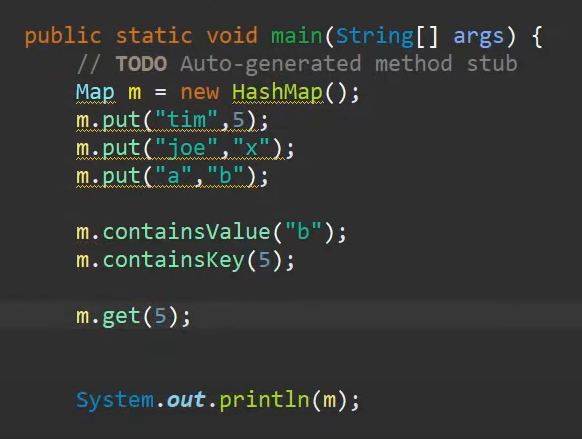 public static void main(String[] args) {
// TODO Auto-generated method stub
Map m = new HashMap();
m.put("tim",5);
m.put("joe","x");
m.put("a","b");
m.containsValue("b");
m.containsKey(5);
m.get(5);
System.out.println(m);